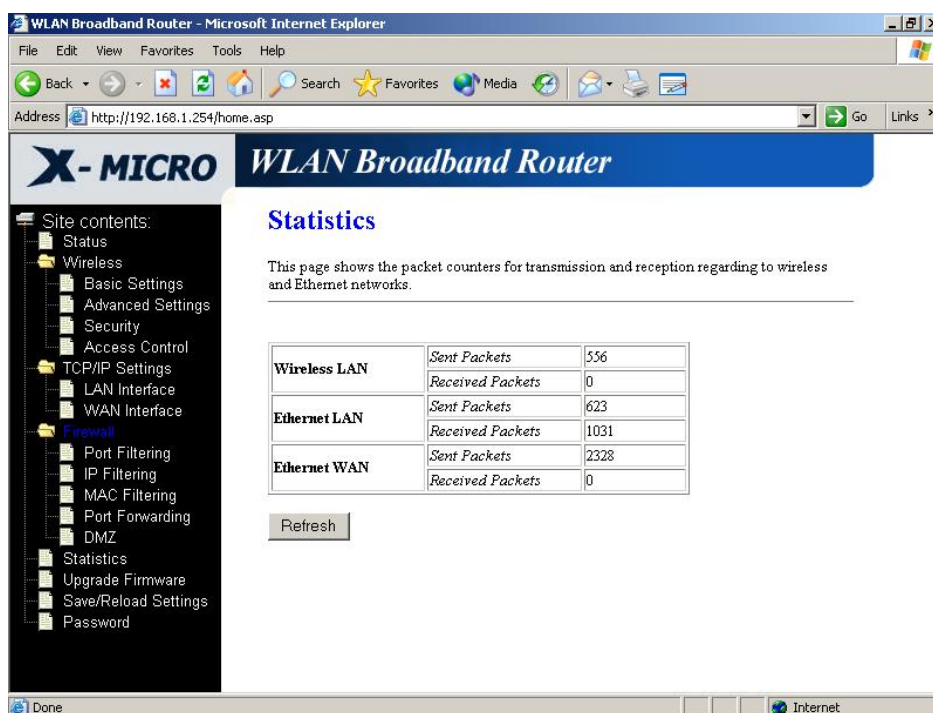 WLAN Broadband Router - Microsoft Internet Explorer
File Edit View Favorites Tools Help
Back Search Favorites Media
Address http://192.168.1.254/home.asp Go Links
X-MICRO WLAN Broadband Router
Site contents:
Status
Wireless
Basic Settings
Advanced Settings
Security
Access Control
TCP/IP Settings
LAN Interface
WAN Interface
Firewall
Port Filtering
IP Filtering
MAC Filtering
Port Forwarding
DMZ
Statistics
Upgrade Firmware
Save/Reload Settings
Password
Statistics
This page shows the packet counters for transmission and reception regarding to wireless
and Ethernet networks.
Wireless LAN Sent Packets 556
Received Packets 0
Ethernet LAN Sent Packets 623
Received Packets 1031
Ethernet WAN Sent Packets 2328
Received Packets 0
Refresh
Done Internet